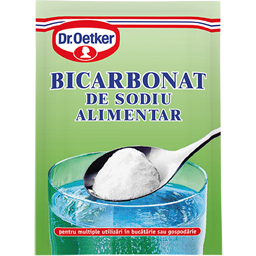 Dr.Oetker
BICARBONAT
DE SODIU
ALIMENTAR
pentru multiple utilizări în bucătărie sau gospodărie